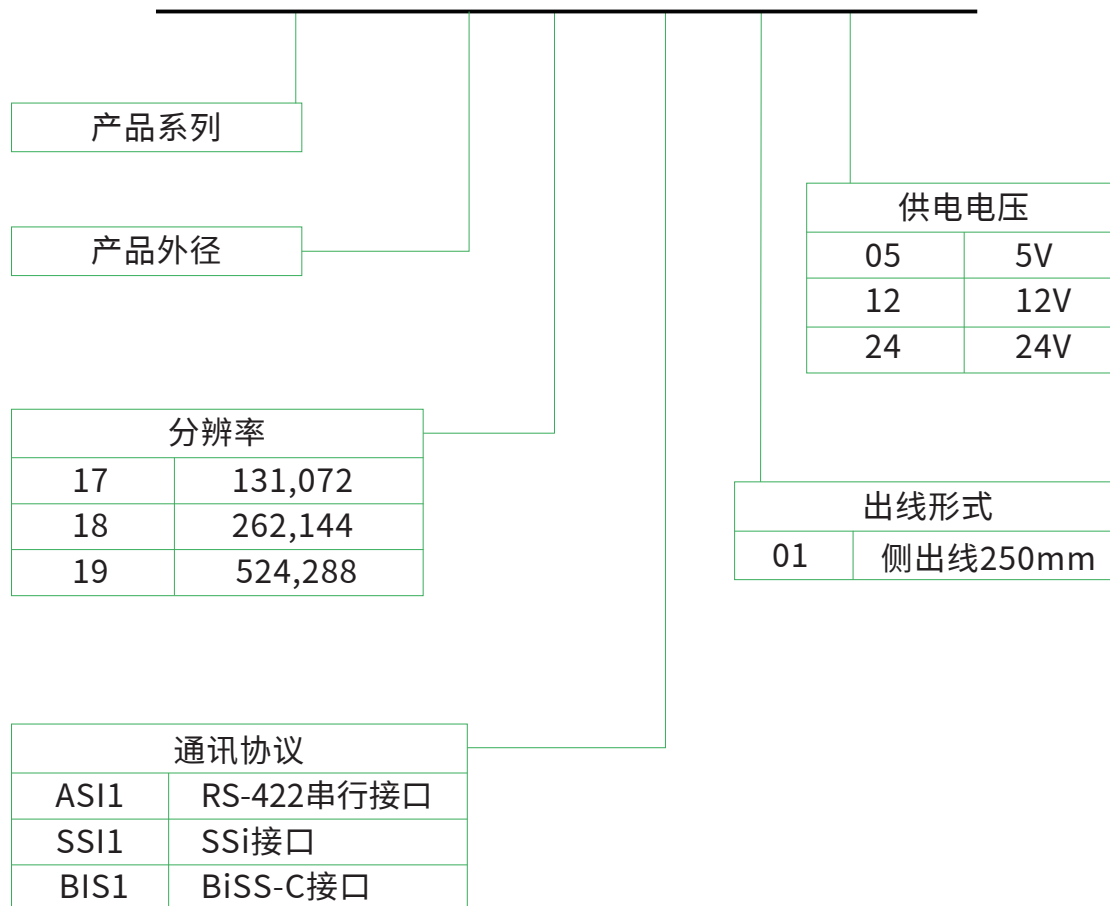 产品系列
产品外径
供电电压
05 5V
12 12V
24 24V
分辨率
17 131,072
18 262,144
19 524,288
出线形式
01 侧出线250mm
通讯协议
ASI1 RS-422串行接口
SSI1 SSi接口
BIS1 BiSS-C接口